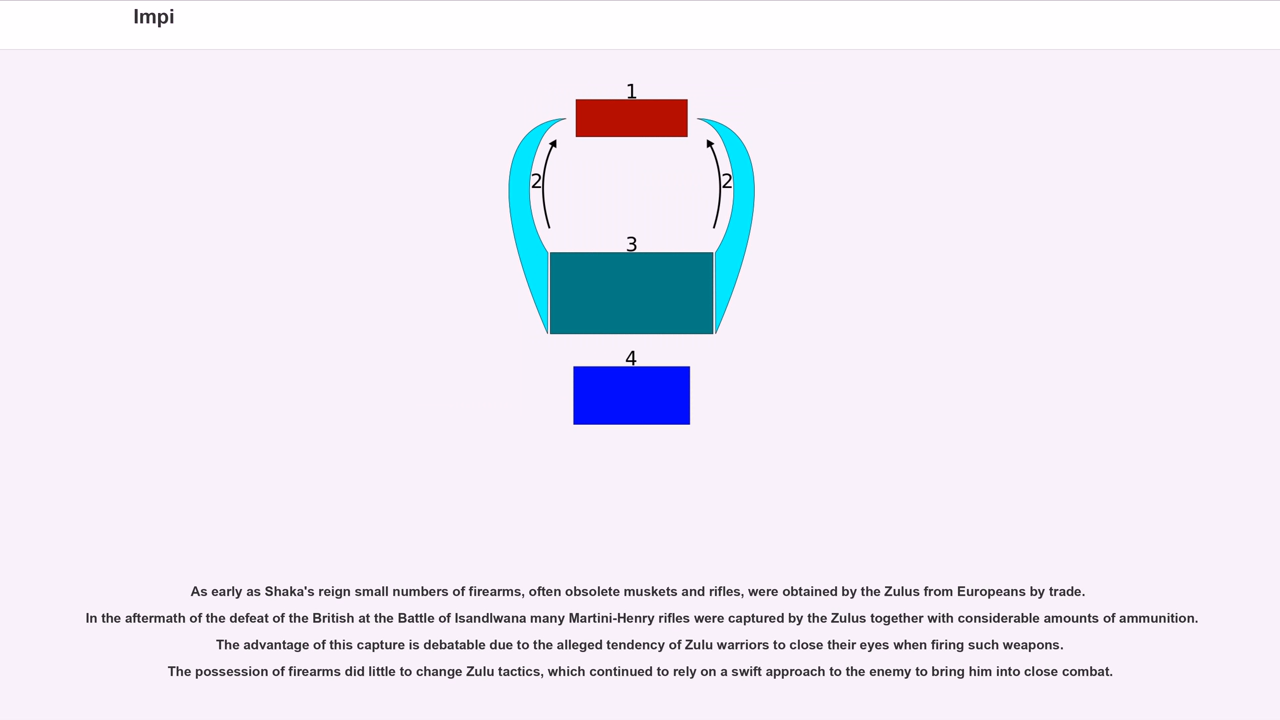 Impi
1
2 2
3
4
As early as Shaka's reign small numbers of firearms, often obsolete muskets and rifles, were obtained by the Zulus from Europeans by trade.
In the aftermath of the defeat of the British at the Battle of Isandlwana many Martini-Henry rifles were captured by the Zulus together with considerable amounts of ammunition.
The advantage of this capture is debatable due to the alleged tendency of Zulu warriors to close their eyes when firing such weapons.
The possession of firearms did little to change Zulu tactics, which continued to rely on a swift approach to the enemy to bring him into close combat.